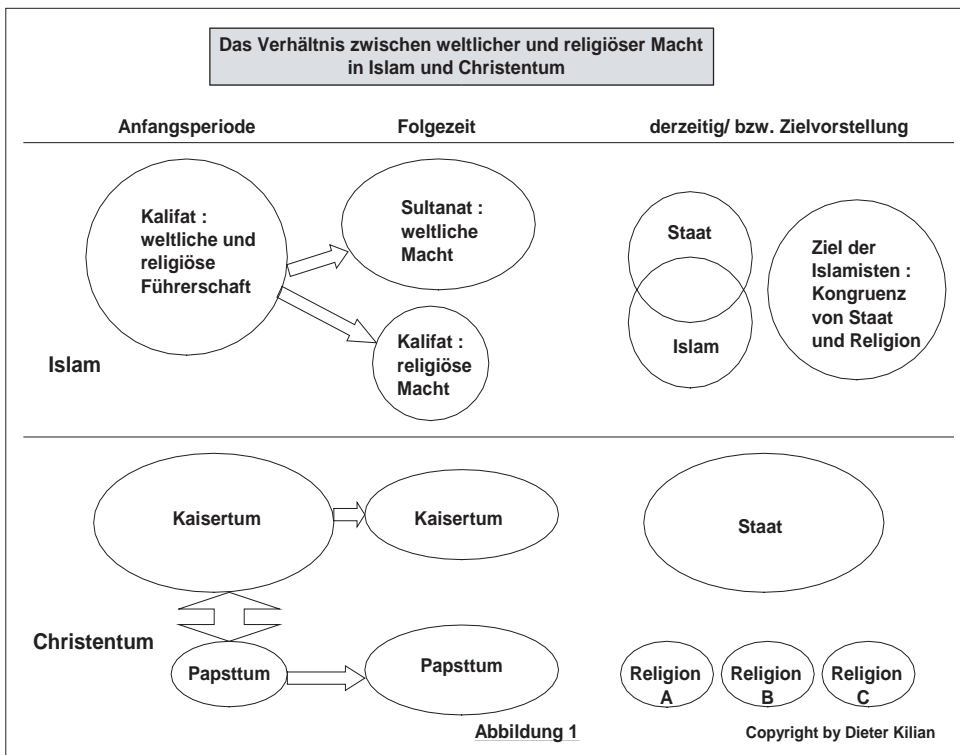 Das Verhältnis zwischen weltlicher und religiöser Macht
in Islam und Christentum
Anfangsperiode
Folgezeit
derzeitig/ bzw. Zielvorstellung
Islam
Kalifat :
weltliche und
religiöse
Führerschaft
Sultanat :
weltliche
Macht
Kalifat :
religiöse
Macht
Staat
Islam
Ziel der
Islamisten :
Kongruenz
von Staat
und Religion
Christentum
Kaisertum
Kaisertum
Staat
Papsttum
Papsttum
Religion
A
Religion
B
Religion
C
Abbildung 1
Copyright by Dieter Kilian